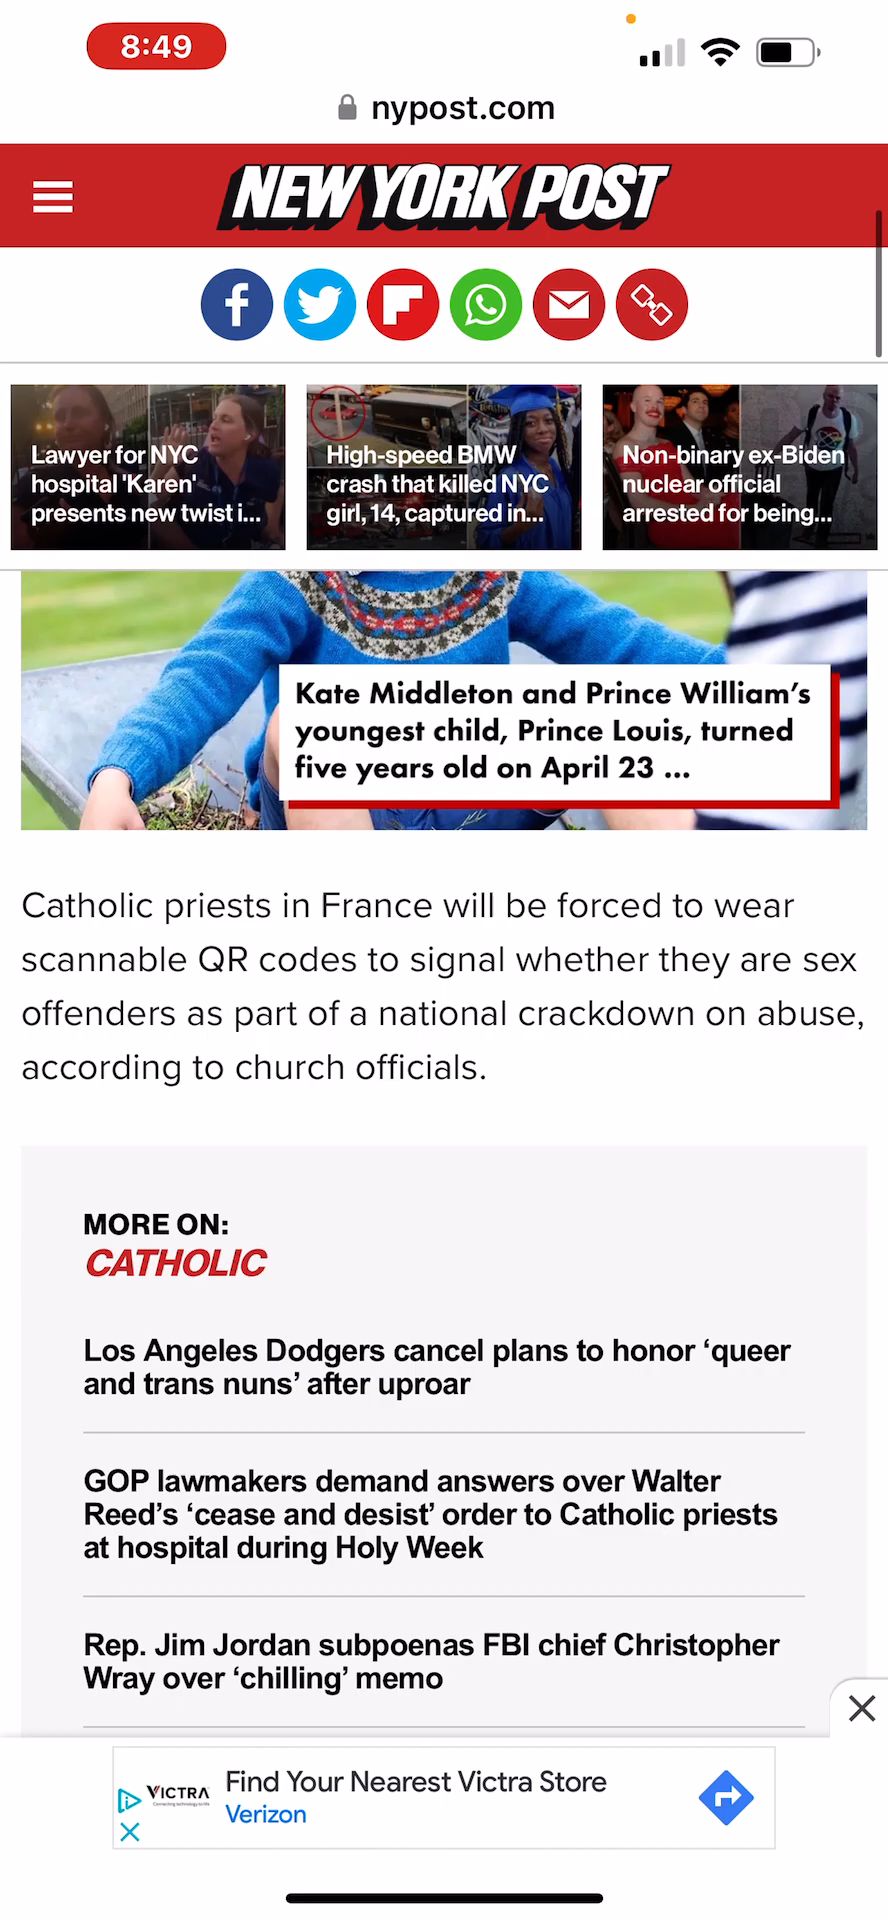 8:49
nypost.com
NEW YORK POST
Lawyer for NYC
hospital 'Karen'
presents new twist i...
High-speed BMW
crash that killed NYC
girl, 14, captured in...
Non-binary ex-Biden
nuclear official
arrested for being...
Kate Middleton and Prince William’s
youngest child, Prince Louis, turned
five years old on April 23 ...
Catholic priests in France will be forced to wear
scannable QR codes to signal whether they are sex
offenders as part of a national crackdown on abuse,
according to church officials.
MORE ON:
CATHOLIC
Los Angeles Dodgers cancel plans to honor ‘queer
and trans nuns’ after uproar
GOP lawmakers demand answers over Walter
Reed’s ‘cease and desist’ order to Catholic priests
at hospital during Holy Week
Rep. Jim Jordan subpoenas FBI chief Christopher
Wray over ‘chilling’ memo
VICTRA
Find Your Nearest Victra Store
Verizon